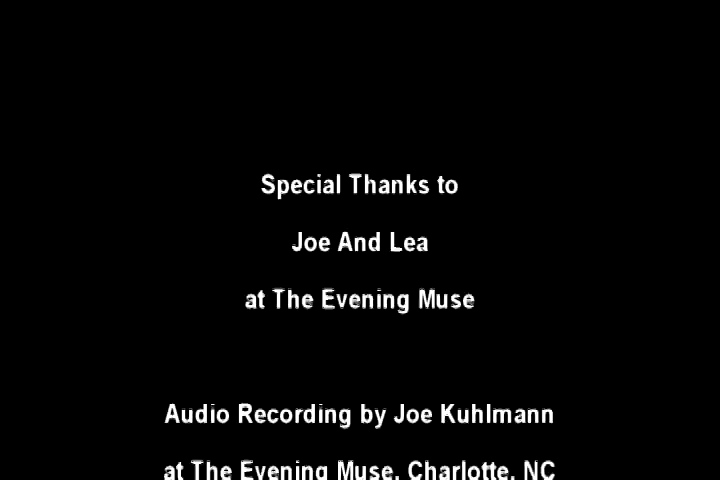 Special Thanks to
Joe And Lea
at The Evening Muse
Audio Recording by Joe Kuhlmann
at The Evening Muse, Charlotte, NC